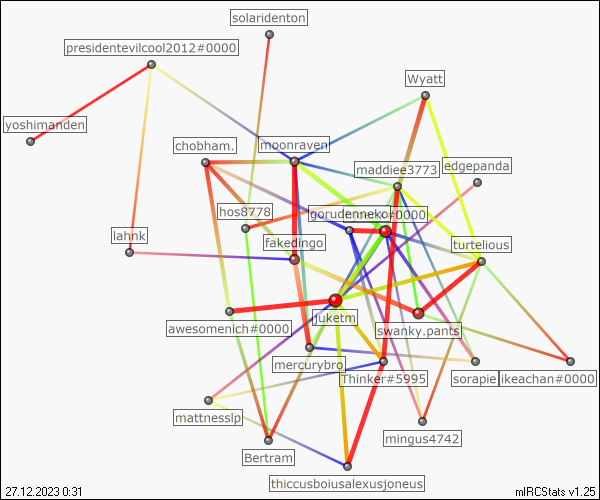 solaridenton
presidentevilcool2012#0000
Wyatt
yoshimanden
chobham.
moonraven
maddiee3773
edgepanda
hos8778
gorudenneko#0000
lahnk
fakedingo
turtelious
juketm
awesomenich#0000
swanky.pants
mercurybro
Thinker#5995
sorapie
ikeachan#0000
mattnesslp
mingus4742
Bertram
thiccusboiusalexusjoneus
27.12.2023 0:31
mIRCStats v1.25